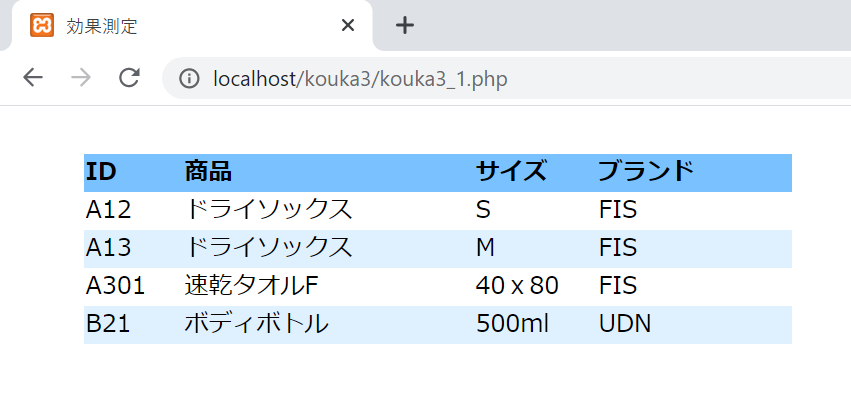 効果測定
localhost/kouka3/kouka3_1.php
ID 商品 サイズ ブランド
A12 ドライソックス S FIS
A13 ドライソックス M FIS
A301 速乾タオルF 40 x 80 FIS
B21 ボディボトル 500ml UDN